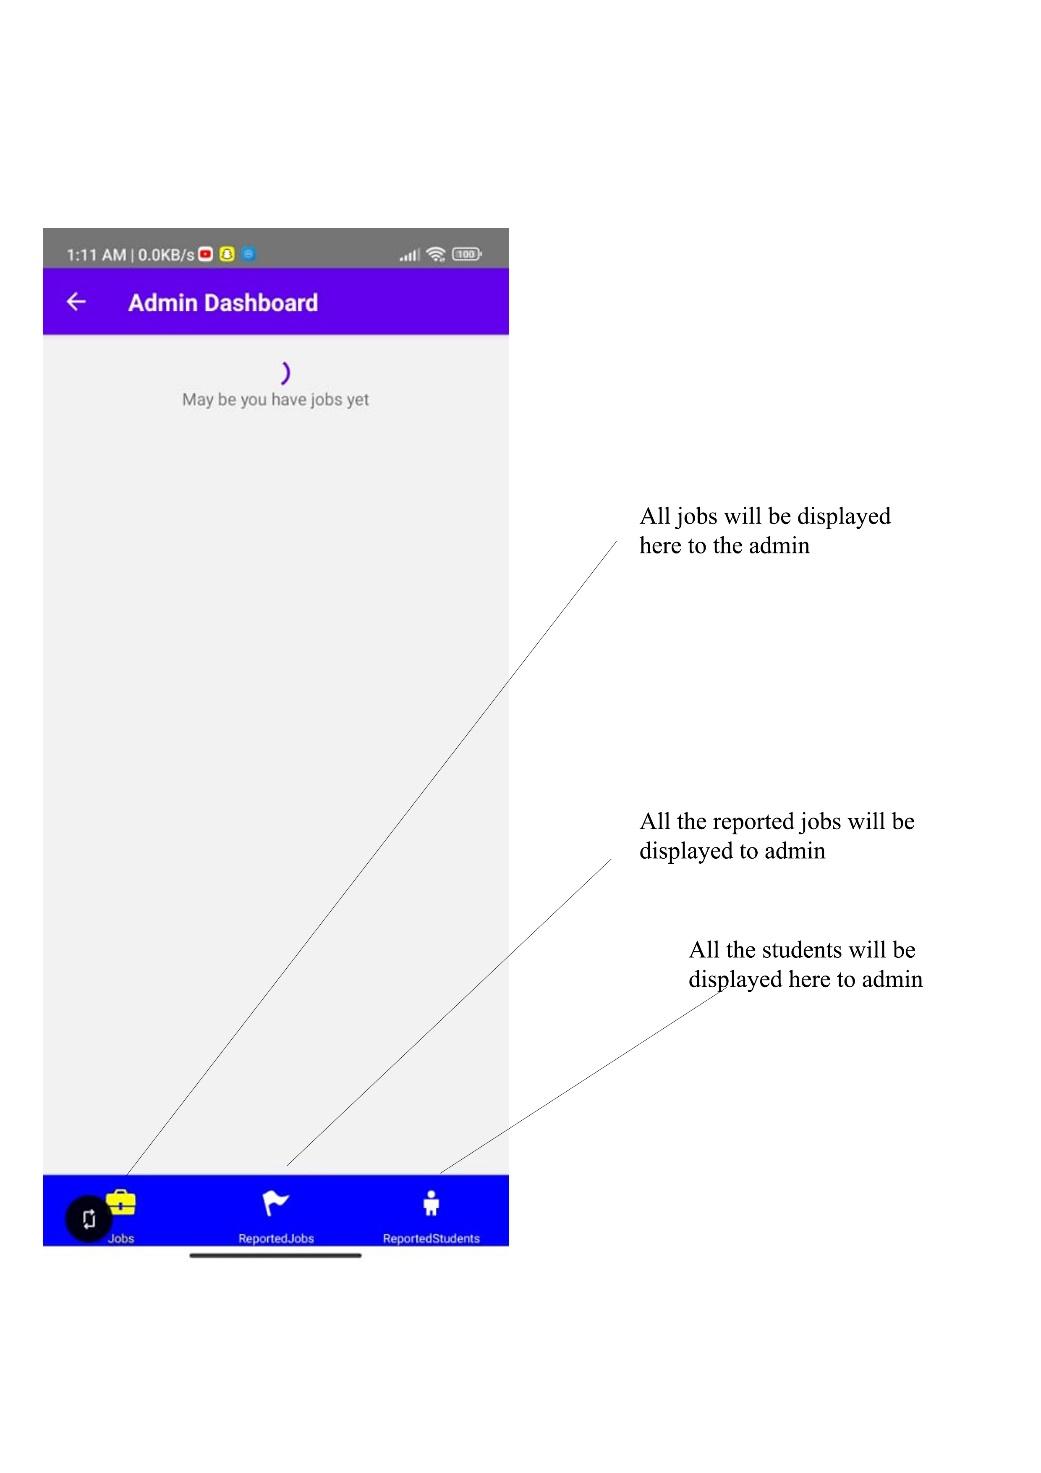 1:11 AM | 0.0KB/s
100
Admin Dashboard
May be you have jobs yet
All jobs will be displayed
here to the admin
All the reported jobs will be
displayed to admin
All the students will be
displayed here to admin
Jobs
ReportedJobs
ReportedStudents